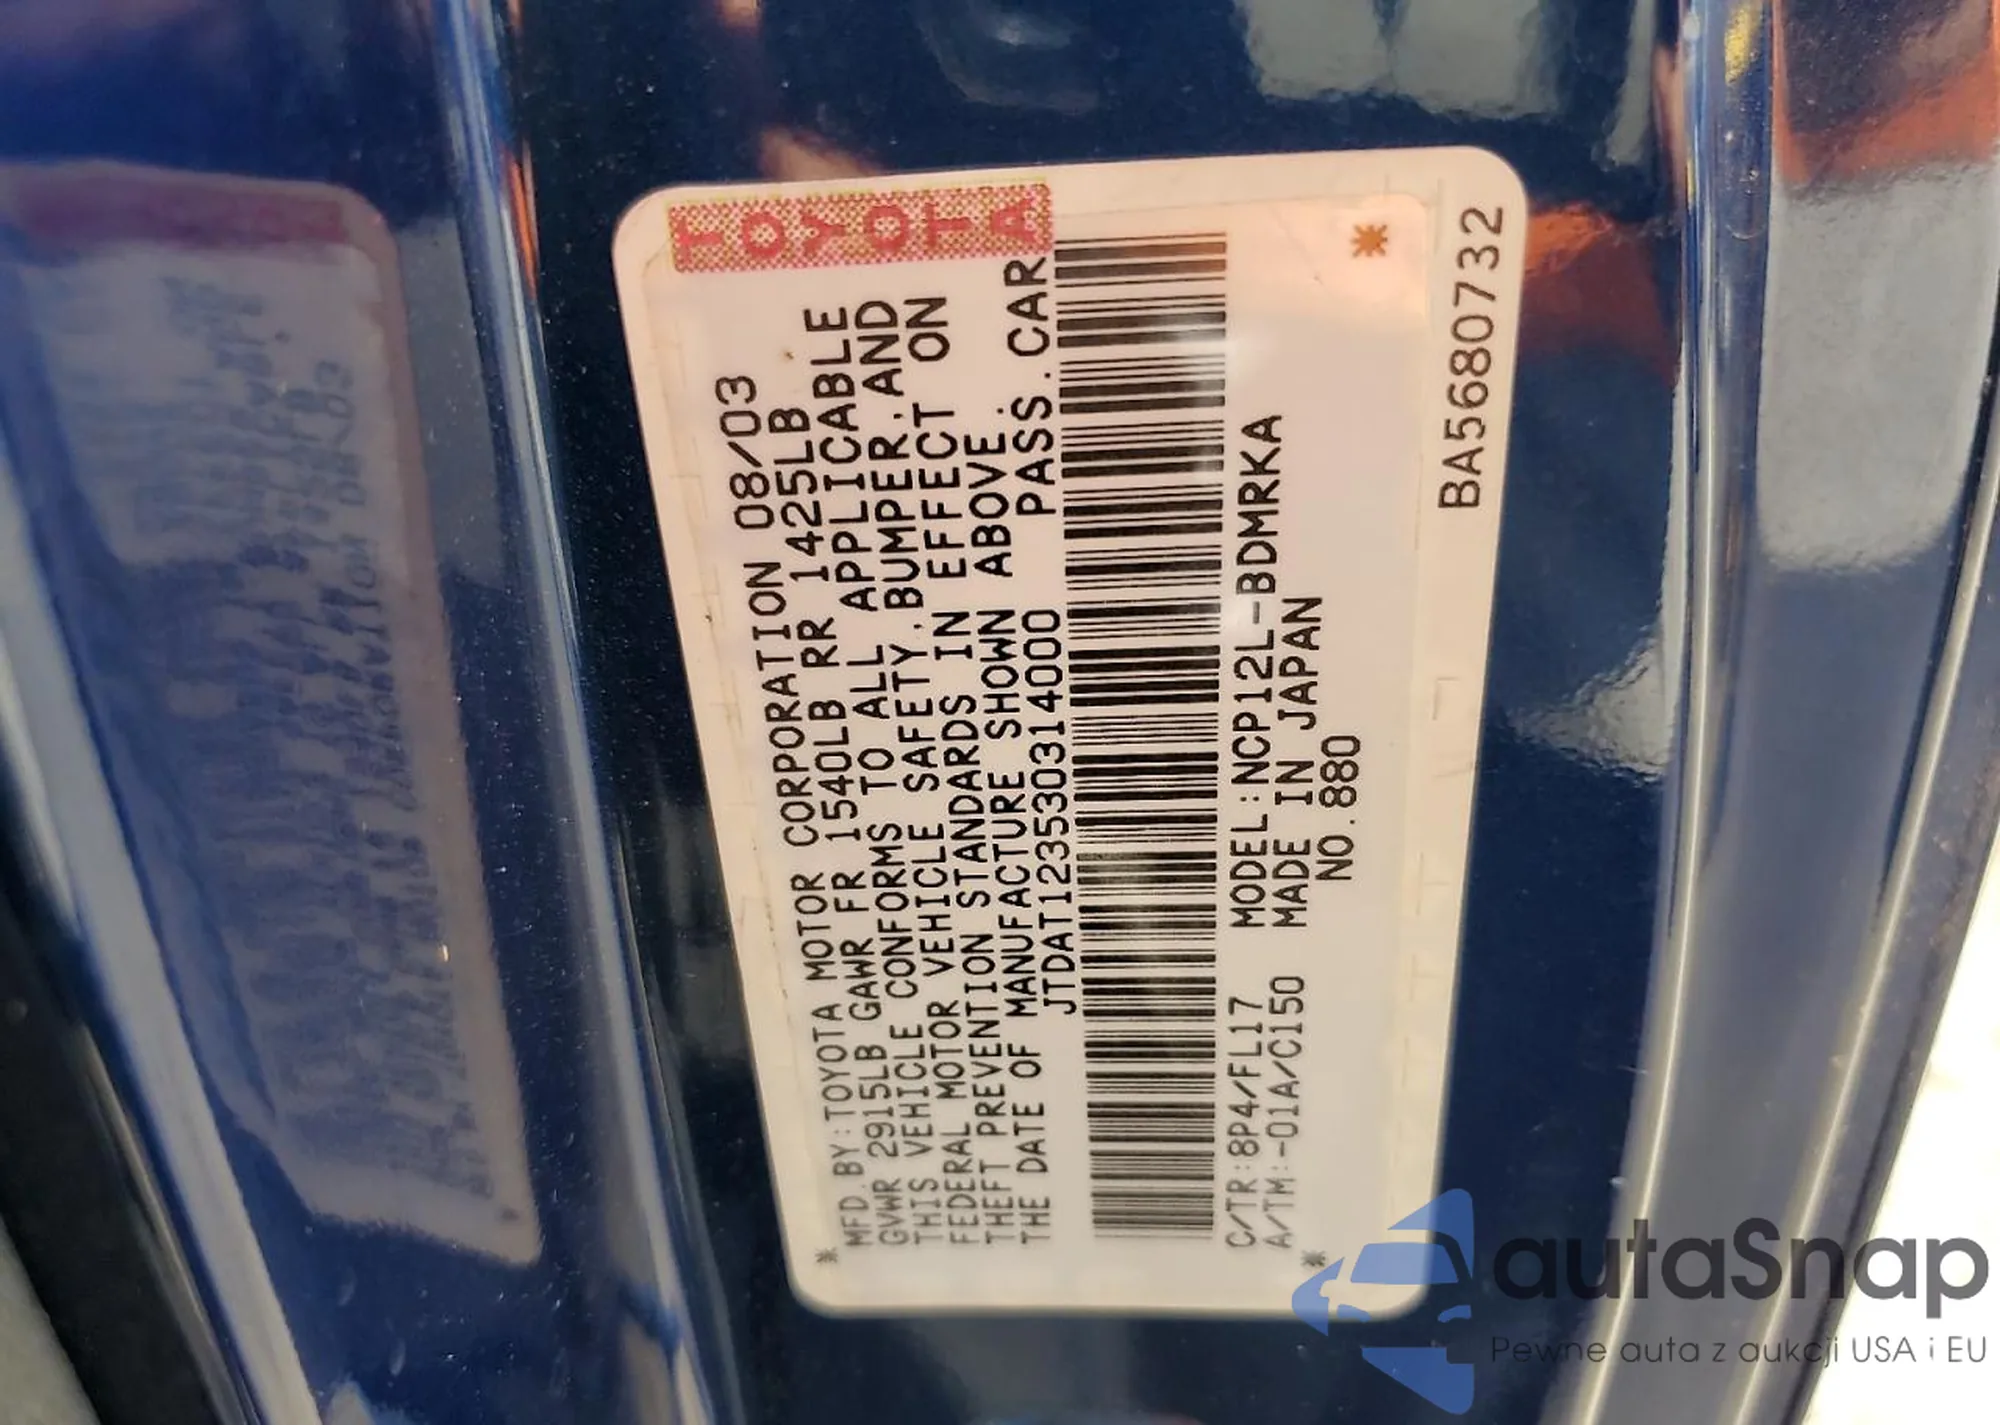 TOYOTA
MFD.BY:TOYOTA MOTOR CORPORATION 08/03
GVWR 2915LB GAWR FR 1540LB RR 1425LB
THIS VEHICLE CONFORMS TO ALL APPLICABLE
FEDERAL MOTOR VEHICLE SAFETY.BUMPER.AND
THEFT PREVENTION STANDARDS IN EFFECT ON
THE DATE OF MANUFACTURE SHOWN ABOVE.
JTDAT123530314000 PASS.CAR
C/TR:8P4/FL17 MODEL:NCP12L-BDMRKA
A/TM:-01A/C150 MADE IN JAPAN
NO.880
BA5680732
autaSnap
Pewne auta z aukcji USA i EU